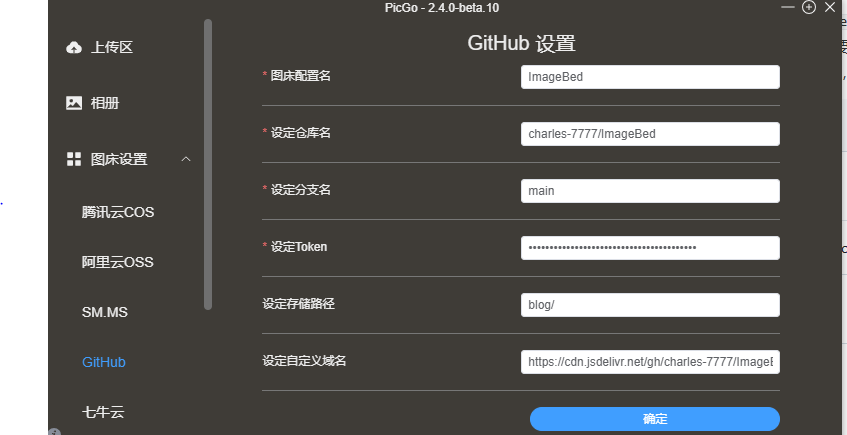 PicGo - 2.4.0-beta.10
上传区
相册
图床设置
腾讯云COS
阿里云OSS
SM.MS
GitHub
七牛云
GitHub 设置
* 图床配置名
ImageBed
* 设定仓库名
charles-7777/ImageBed
* 设定分支名
main
* 设定Token
设定存储路径
blog/
设定自定义域名
https://cdn.jsdelivr.net/gh/charles-7777/ImageB
确定